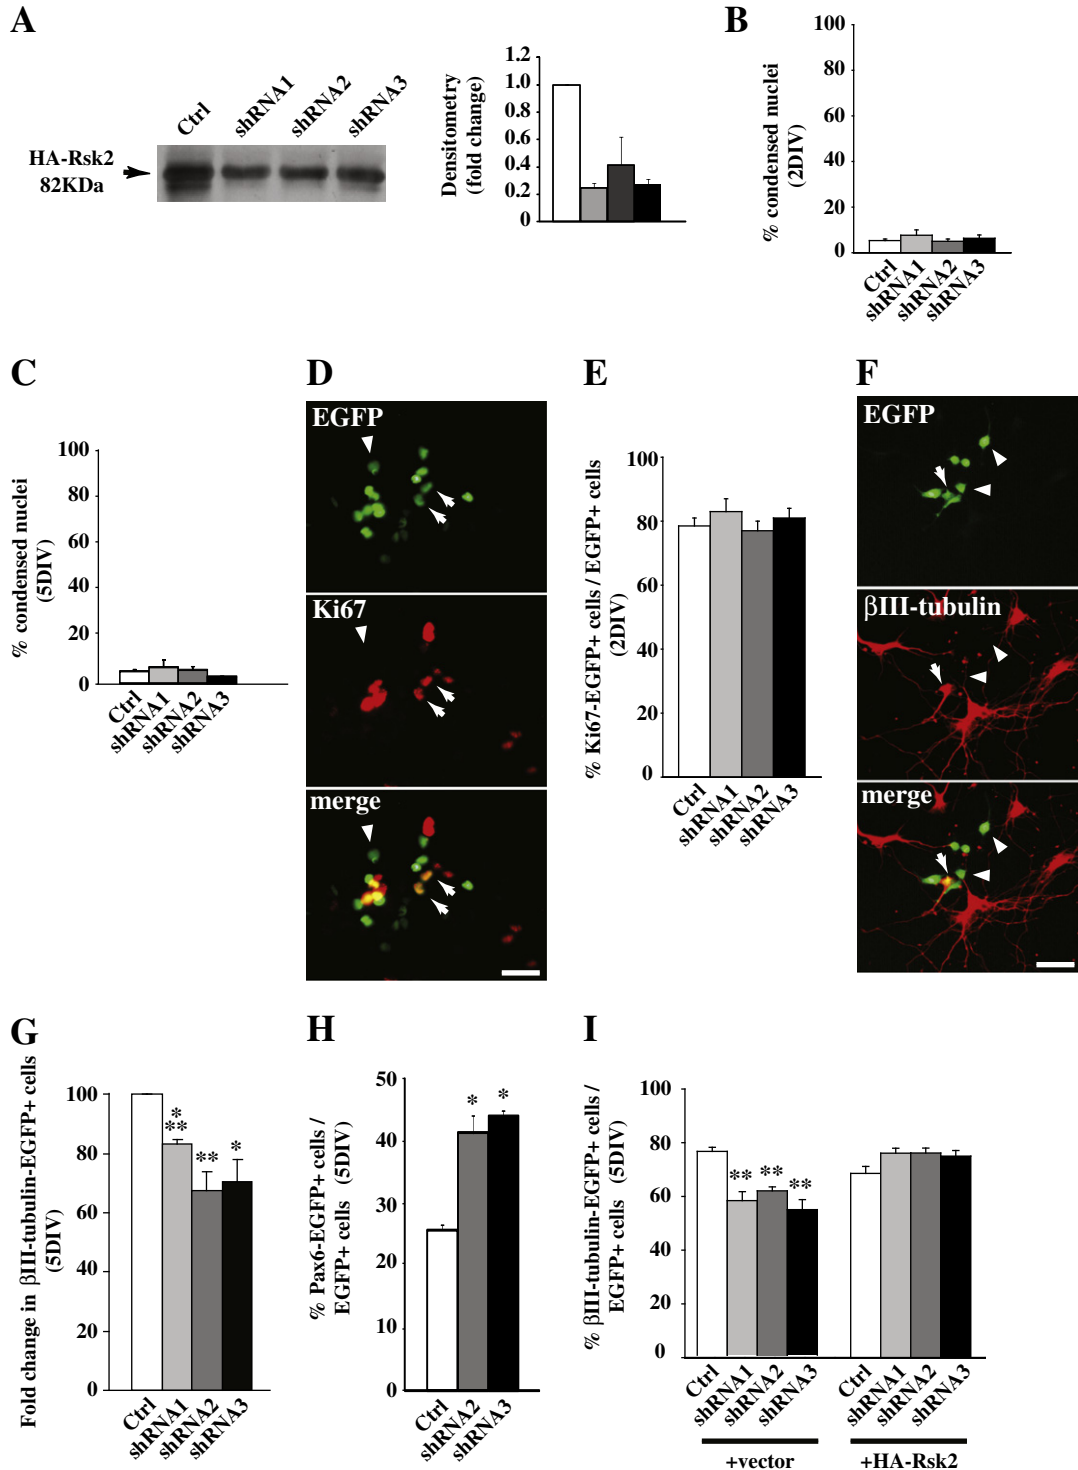 A
Ctrl
shRNA1
shRNA2
shRNA3
HA-Rsk2
82KDa
Densitometry
(fold change)
1.2
1.0
0.8
0.6
0.4
0.2
0
B
% condensed nuclei
(2DIV)
100
80
60
40
20
0
Ctrl
shRNA1
shRNA2
shRNA3
C
% condensed nuclei
(5DIV)
100
80
60
40
20
0
Ctrl
shRNA1
shRNA2
shRNA3
D
EGFP
Ki67
merge
E
% Ki67-EGFP+ cells / EGFP+ cells
(2DIV)
100
80
60
40
20
0
Ctrl
shRNA1
shRNA2
shRNA3
F
EGFP
βIII-tubulin
merge
G
Fold change in βIII-tubulin-EGFP+ cells
(5DIV)
100
80
60
40
20
0
*
**
**
*
Ctrl
shRNA1
shRNA2
shRNA3
H
% Pax6-EGFP+ cells /
EGFP+ cells (5DIV)
50
40
30
20
10
0
*
*
Ctrl
shRNA2
shRNA3
I
% βIII-tubulin-EGFP+ cells /
EGFP+ cells (5DIV)
100
80
60
40
20
0
**
**
**
Ctrl
shRNA1
shRNA2
shRNA3
Ctrl
shRNA1
shRNA2
shRNA3
+vector
+HA-Rsk2